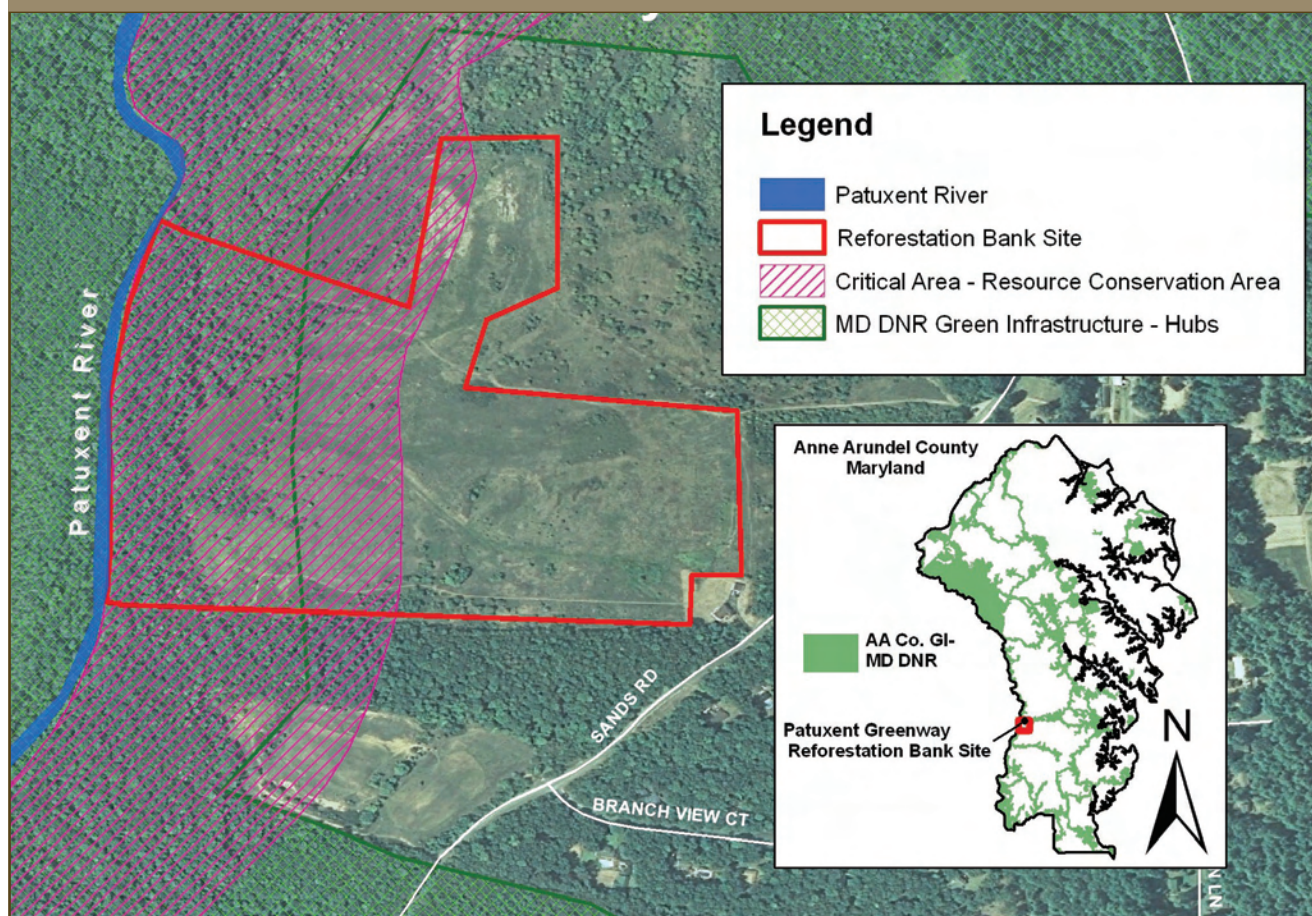 Legend
Patuxent River
Reforestation Bank Site
Critical Area - Resource Conservation Area
MD DNR Green Infrastructure - Hubs
Patuxent River
Anne Arundel County
Maryland
AA Co. GI-
MD DNR
Patuxent Greenway
Reforestation Bank Site
N
SANDS RD
BRANCH VIEW CT
LN